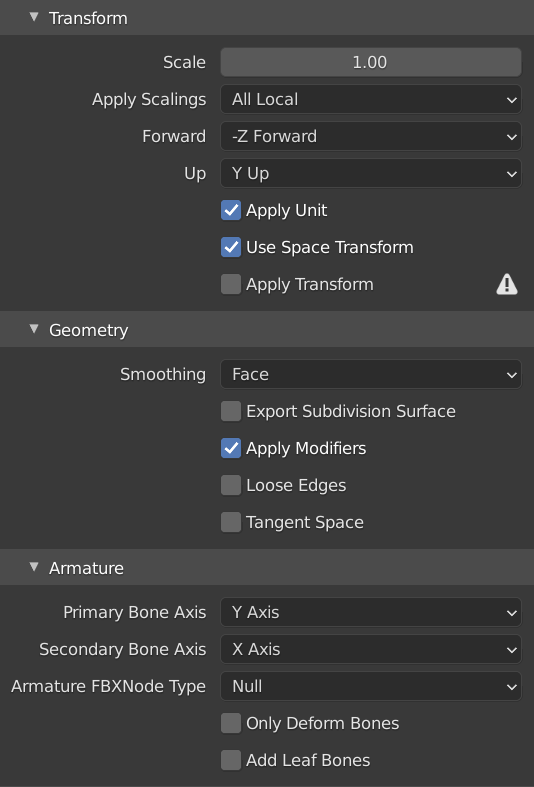 Transform
Scale 1.00
Apply Scalings All Local
Forward -Z Forward
Up Y Up
Apply Unit
Use Space Transform
Apply Transform
Geometry
Smoothing Face
Export Subdivision Surface
Apply Modifiers
Loose Edges
Tangent Space
Armature
Primary Bone Axis Y Axis
Secondary Bone Axis X Axis
Armature FBXNode Type Null
Only Deform Bones
Add Leaf Bones